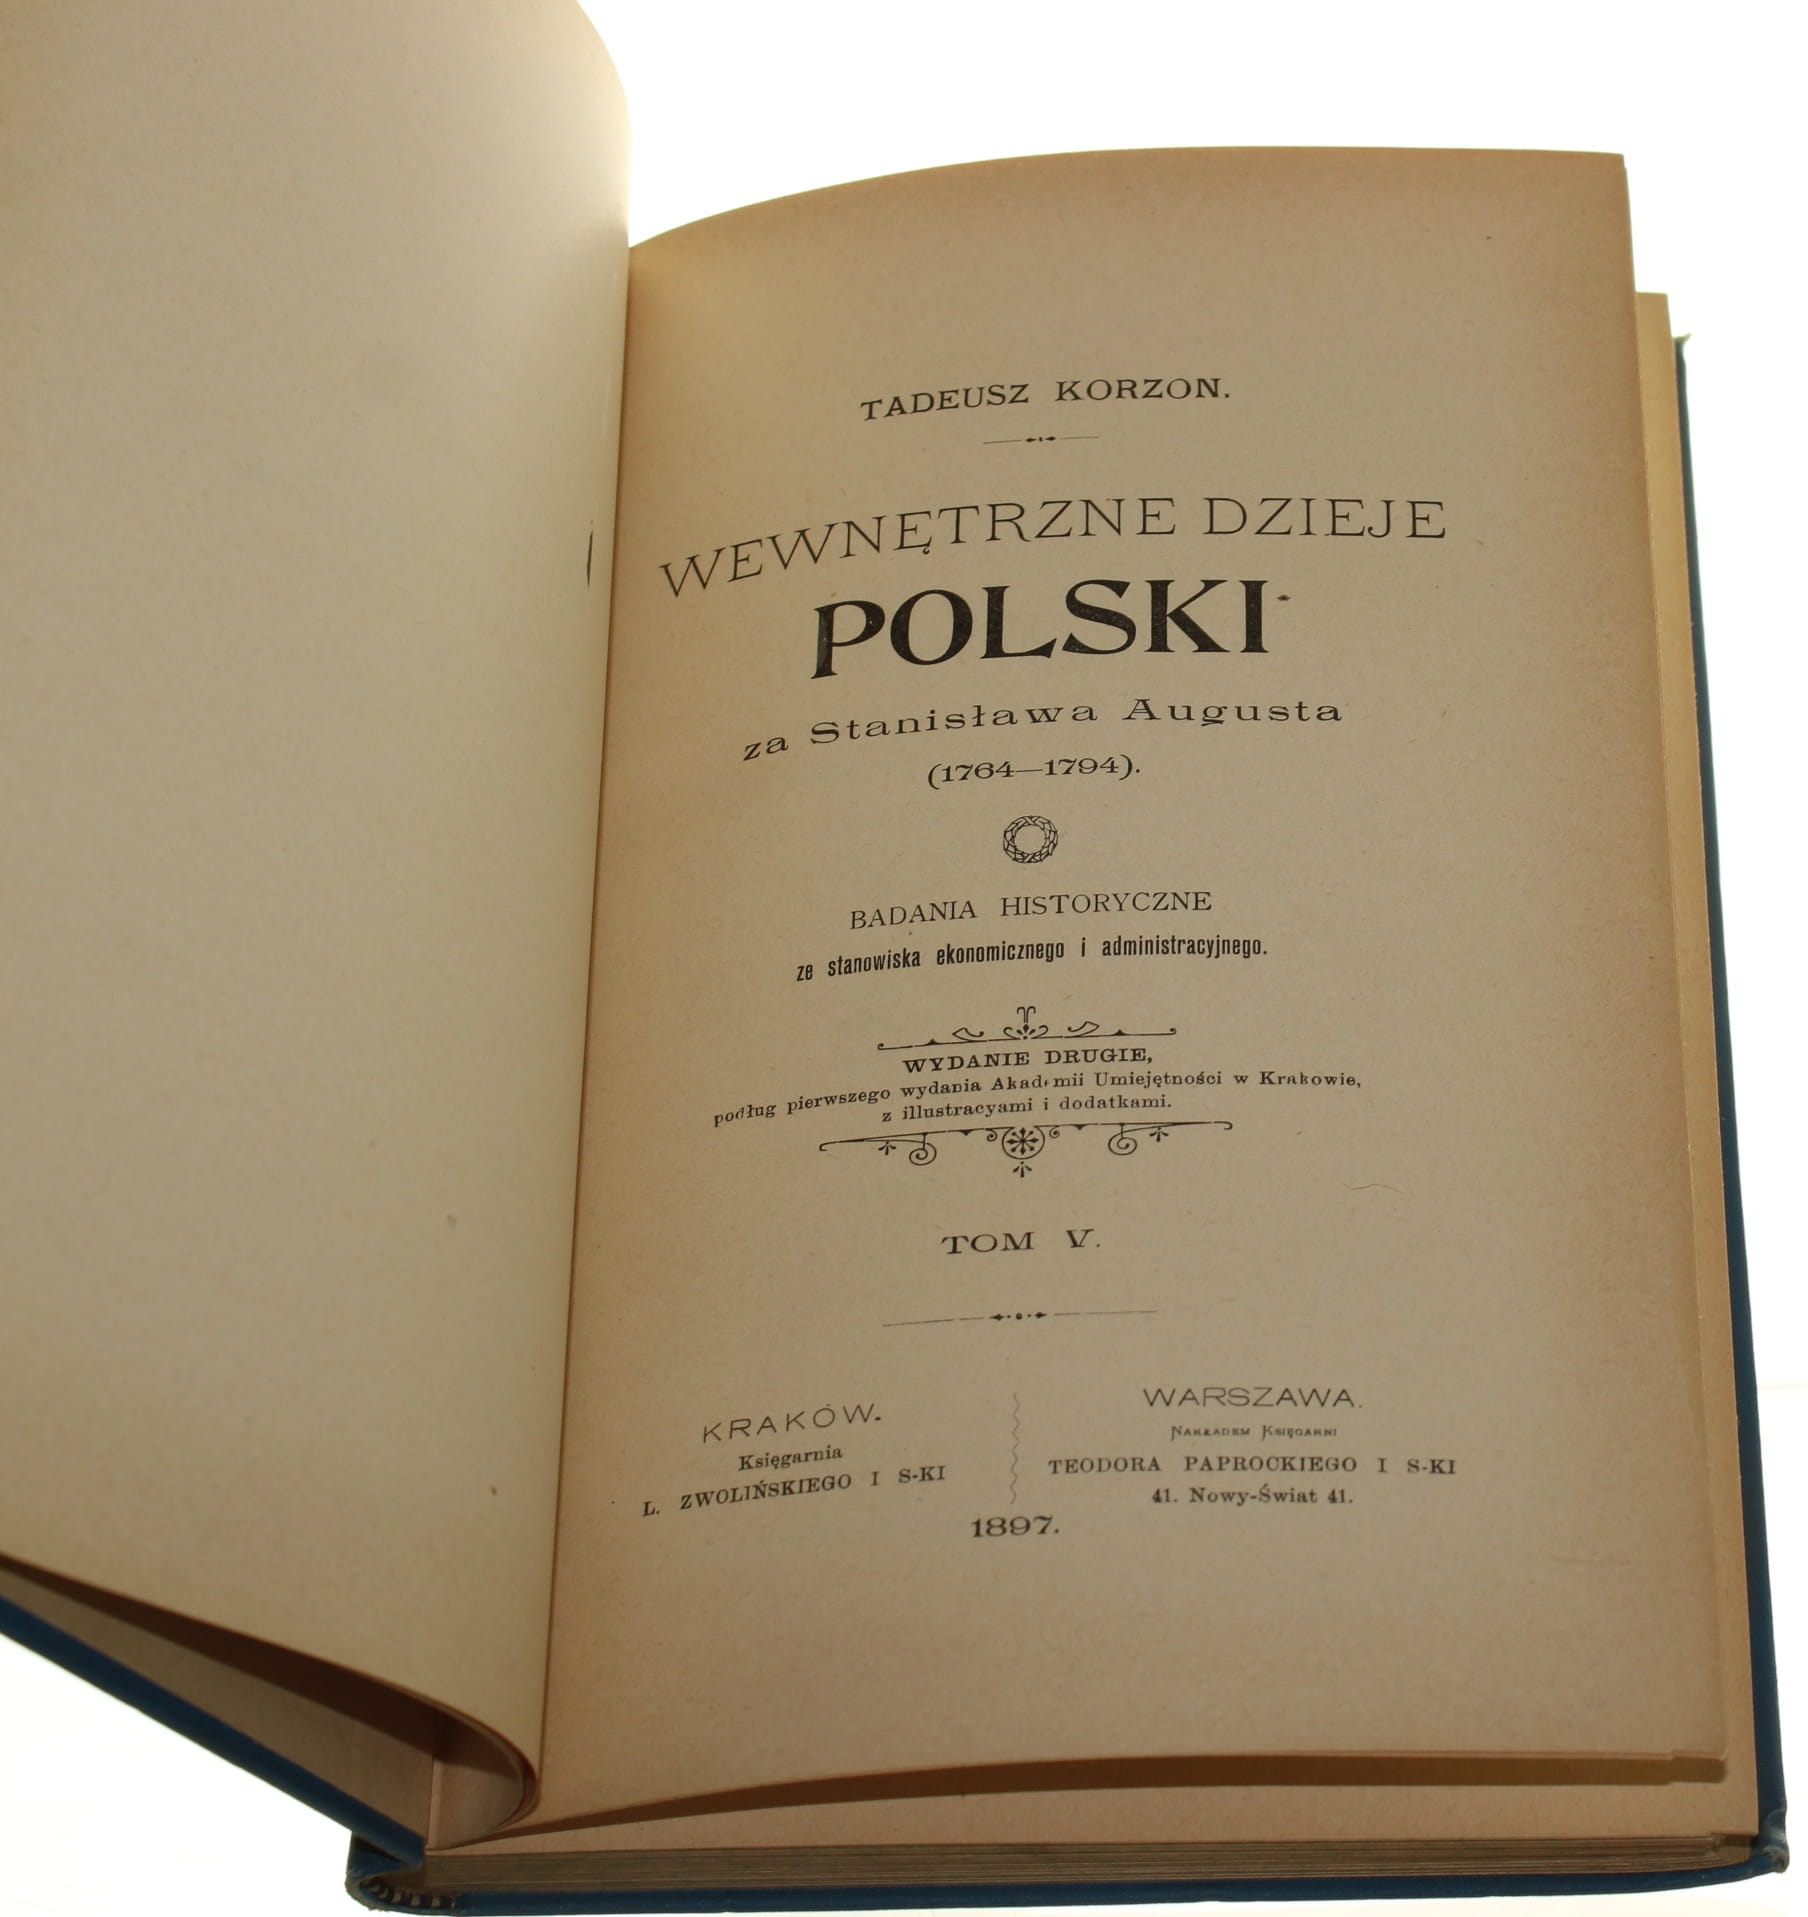 TADEUSZ KORZON.
WEWNĘTRZNE DZIEJE
POLSKI
za Stanisława Augusta
(1764—1794).
BADANIA HISTORYCZNE
ze stanowiska ekonomicznego i administracyjnego.
WYDANIE DRUGIE,
podług pierwszego wydania Akademii Umiejętności w Krakowie,
z illustracyami i dodatkami.
TOM V.
KRAKÓW.
Księgarnia
L. ZWOLIŃSKIEGO I S-KI
WARSZAWA.
NAKŁADEM KSIĘGARNI
TEODORA PAPROCKIEGO I S-KI
41. Nowy-Świat 41.
1897.